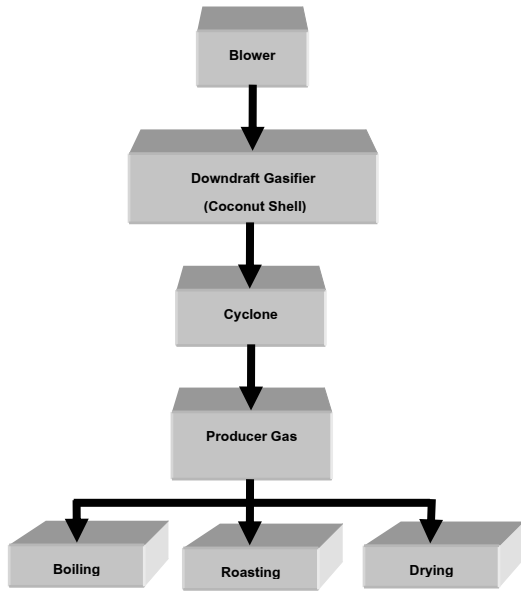 Blower
Downdraft Gasifier
(Coconut Shell)
Cyclone
Producer Gas
Boiling
Roasting
Drying